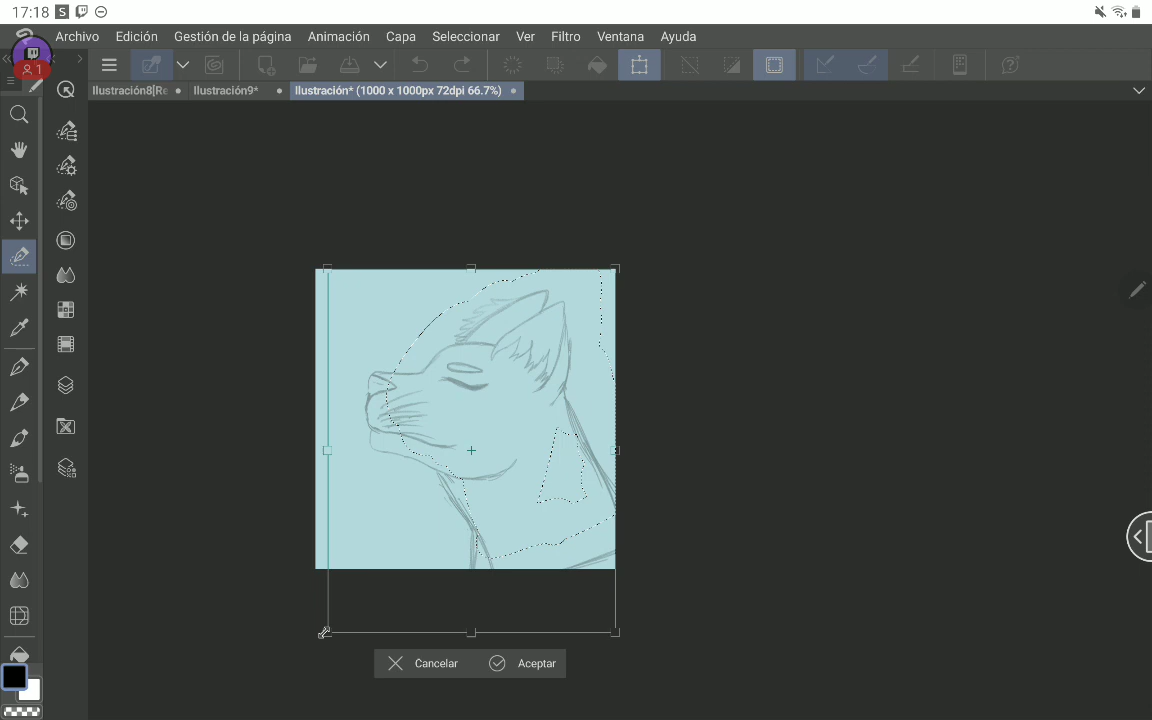 17:18 S
Archivo Edición Gestión de la página Animación Capa Seleccionar Ver Filtro Ventana Ayuda
1
Ilustración8[Re Ilustración9* Ilustración* (1000 x 1000px 72dpi 66.7%)
Cancelar Aceptar